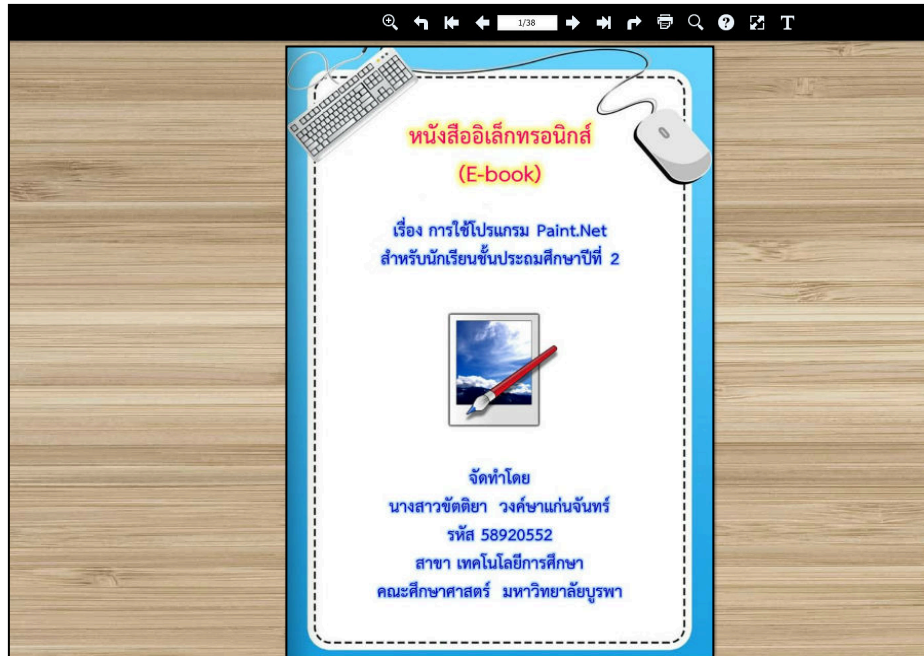 1/38
T
หนังสืออิเล็กทรอนิกส์
(E-book)
เรื่อง การใช้โปรแกรม Paint.Net
สำหรับนักเรียนชั้นประถมศึกษาปีที่ 2
จัดทำโดย
นางสาวขัตติยา วงค์ษาแก่นจันทร์
รหัส 58920552
สาขา เทคโนโลยีการศึกษา
คณะศึกษาศาสตร์ มหาวิทยาลัยบูรพา